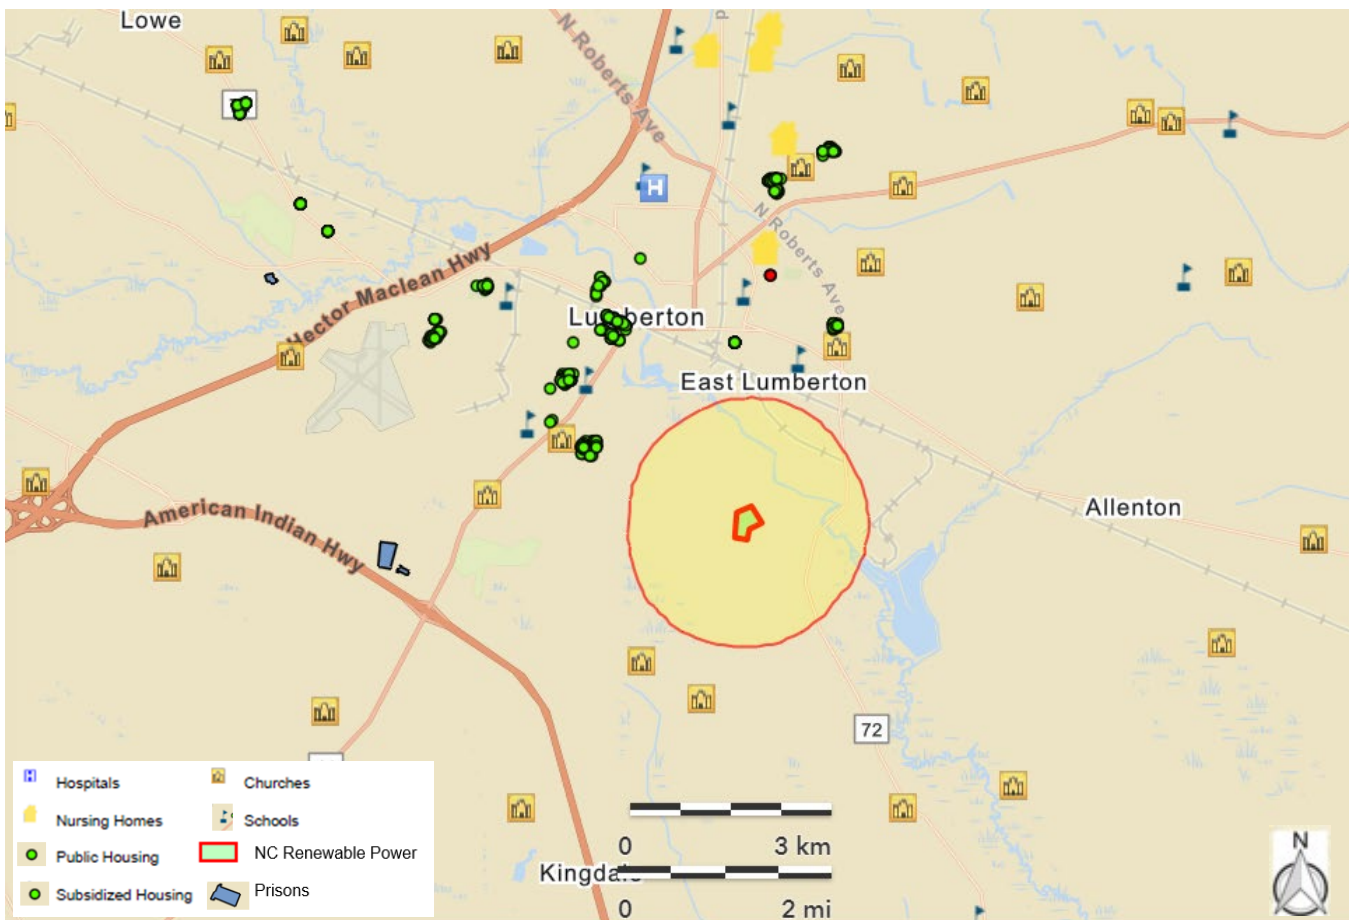 Lowe
N Roberts Ave
p
H
N Roberts Ave
Hector Maclean Hwy
Lumberton
East Lumberton
American Indian Hwy
Allenton
72
Hospitals
Churches
Nursing Homes
Schools
Public Housing
NC Renewable Power
Subsidized Housing
Prisons
0 3 km
Kingdale
0 2 mi
N